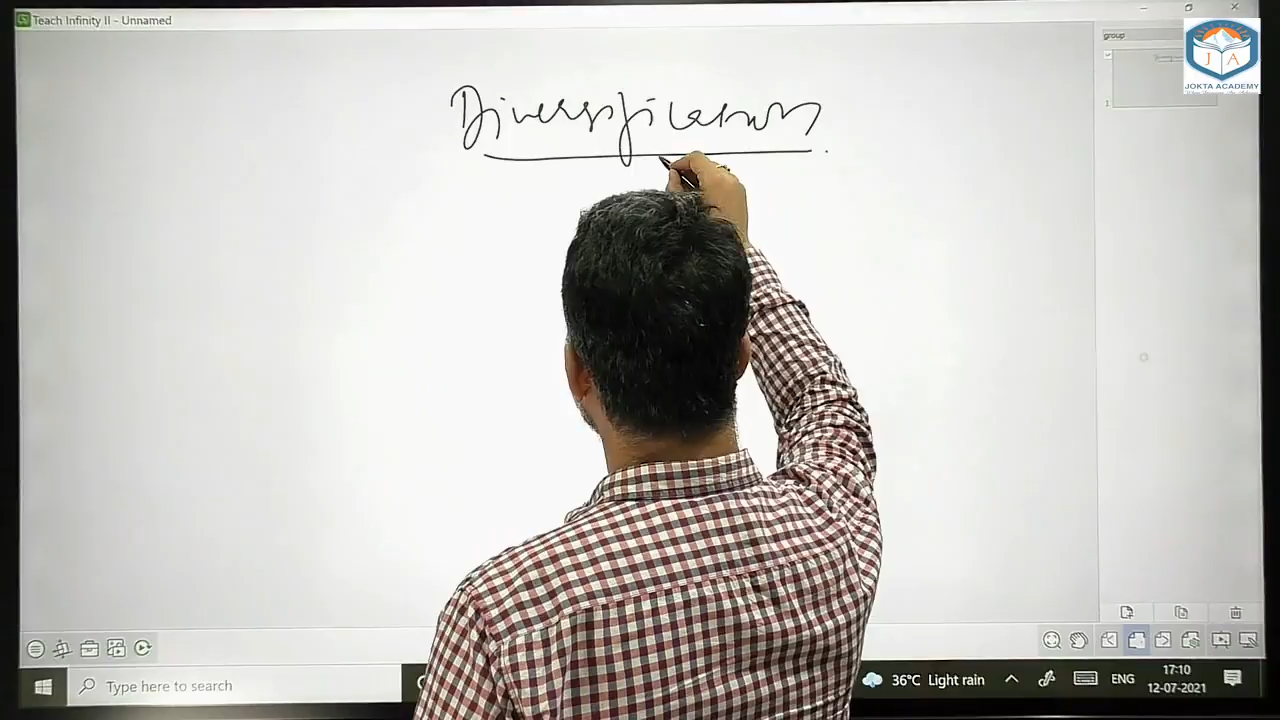 Teach Infinity II - Unnamed
group
J A
JOKTA ACADEMY
1
Diversification
Type here to search
36°C Light rain
ENG
17:10
12-07-2021